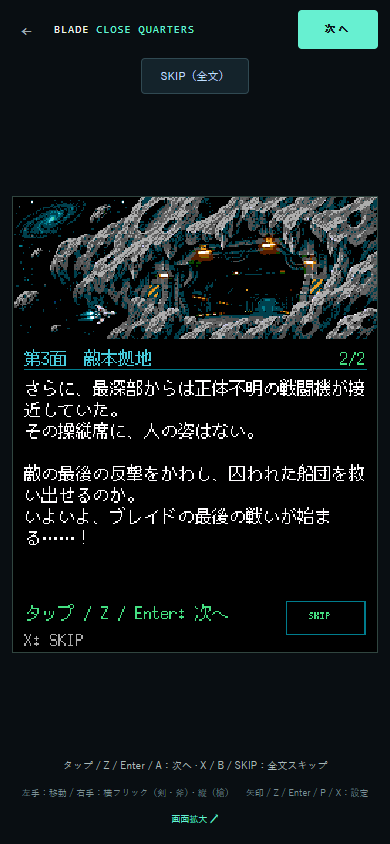 ← BLADE CLOSE QUARTERS 次へ
SKIP（全文）
第3面 敵本拠地 2/2
さらに、最深部からは正体不明の戦闘機が接
近していた。
その操縦席に、人の姿はない。
敵の最後の反撃をかわし、囚われた船団を救
い出せるのか。
いよいよ、ブレイドの最後の戦いが始ま
る……！
タップ / Z / Enter: 次へ SKIP
X: SKIP
タップ / Z / Enter / A：次へ · X / B / SKIP：全文スキップ
左手：移動 / 右手：横フリック（剣・斧）・縦（槍） 矢印 / Z / Enter / P / X：設定
画面拡大 ⤢